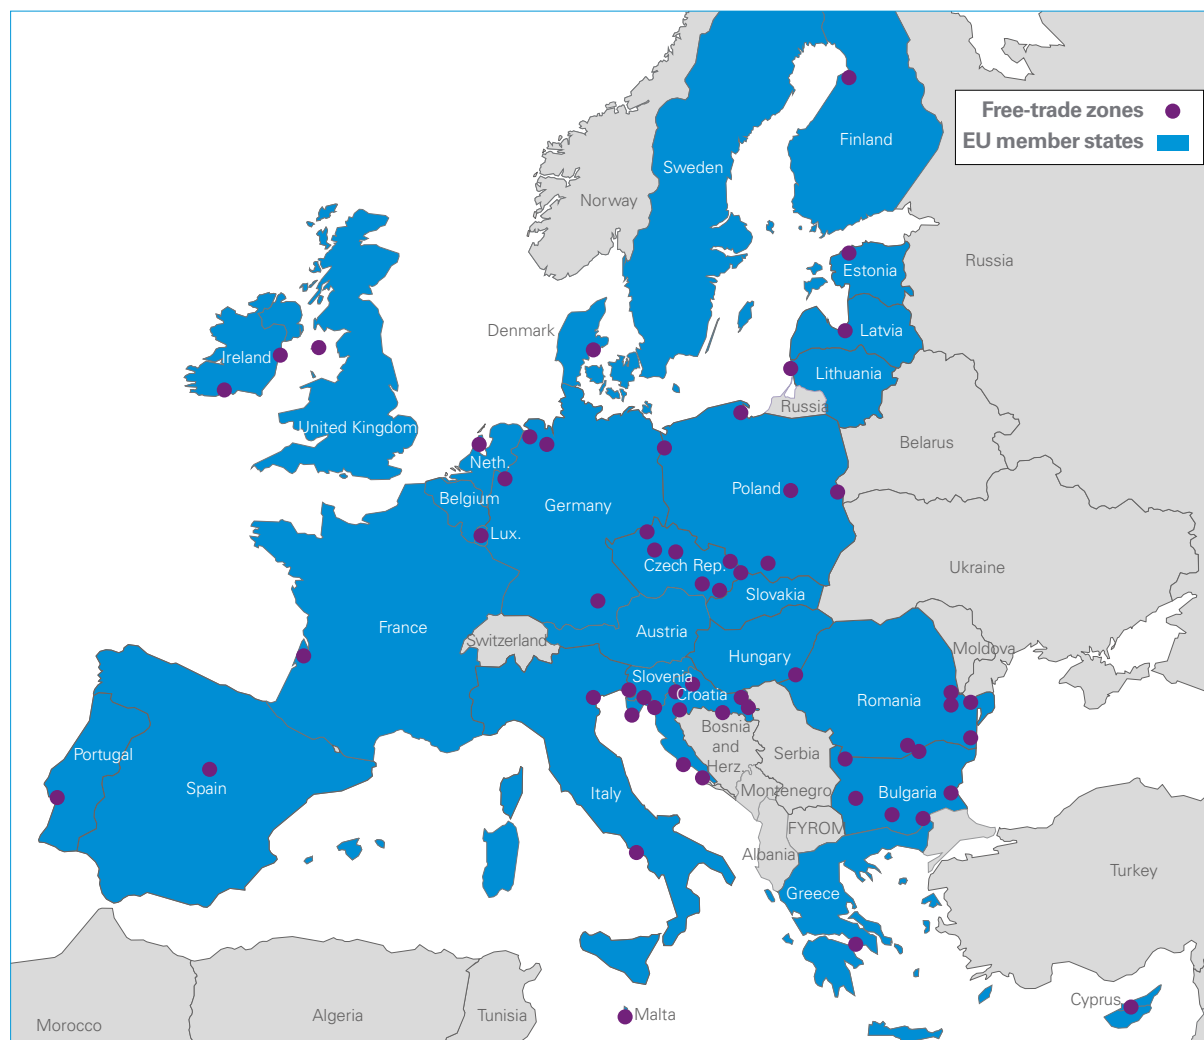 Free-trade zones
EU member states
Finland
Sweden
Norway
Russia
Estonia
Denmark
Latvia
Ireland
Lithuania
Russia
United Kingdom
Belarus
Neth.
Poland
Belgium
Germany
Lux.
Czech Rep.
Ukraine
Slovakia
France
Austria
Switzerland
Moldova
Hungary
Slovenia
Croatia
Romania
Bosnia
and
Herz.
Portugal
Serbia
Spain
Italy
Montenegro
Bulgaria
FYROM
Albania
Turkey
Greece
Cyprus
Malta
Algeria
Tunisia
Morocco